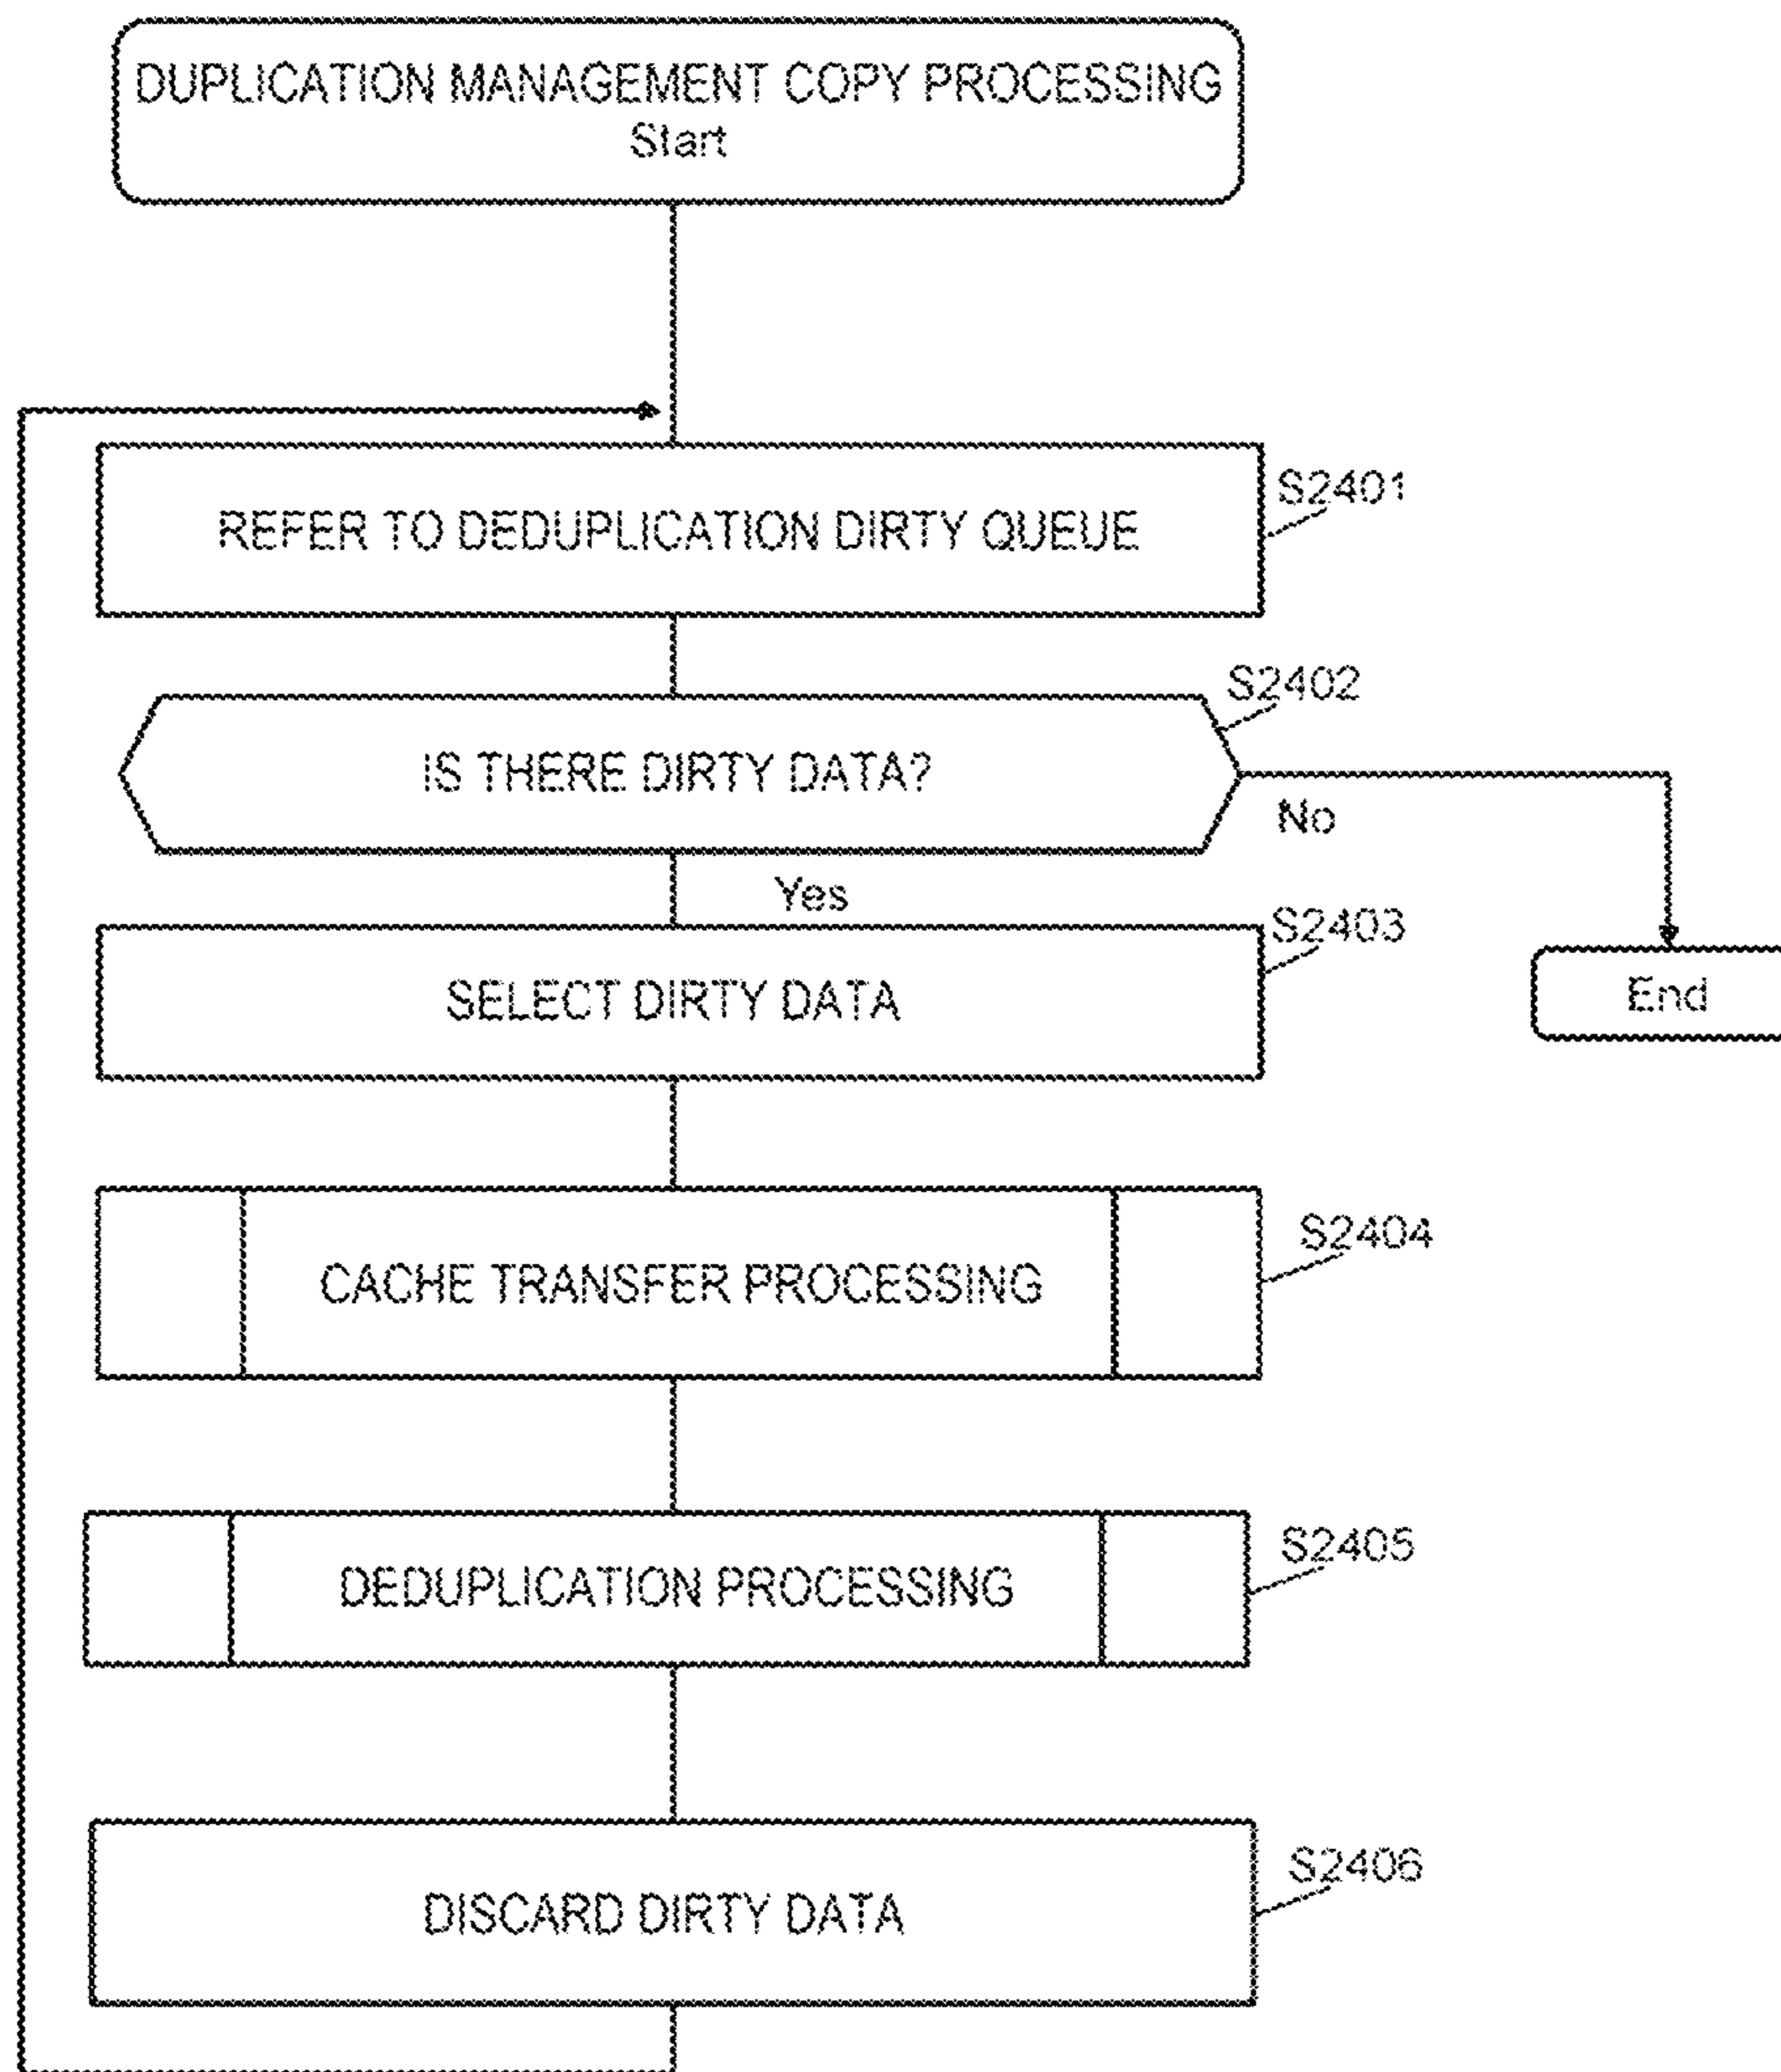 DUPLICATION MANAGEMENT COPY PROCESSING
Start
REFER TO DEDUPLICATION DIRTY QUEUE
S2401
IS THERE DIRTY DATA?
S2402
No
Yes
SELECT DIRTY DATA
S2403
End
CACHE TRANSFER PROCESSING
S2404
DEDUPLICATION PROCESSING
S2405
DISCARD DIRTY DATA
S2406